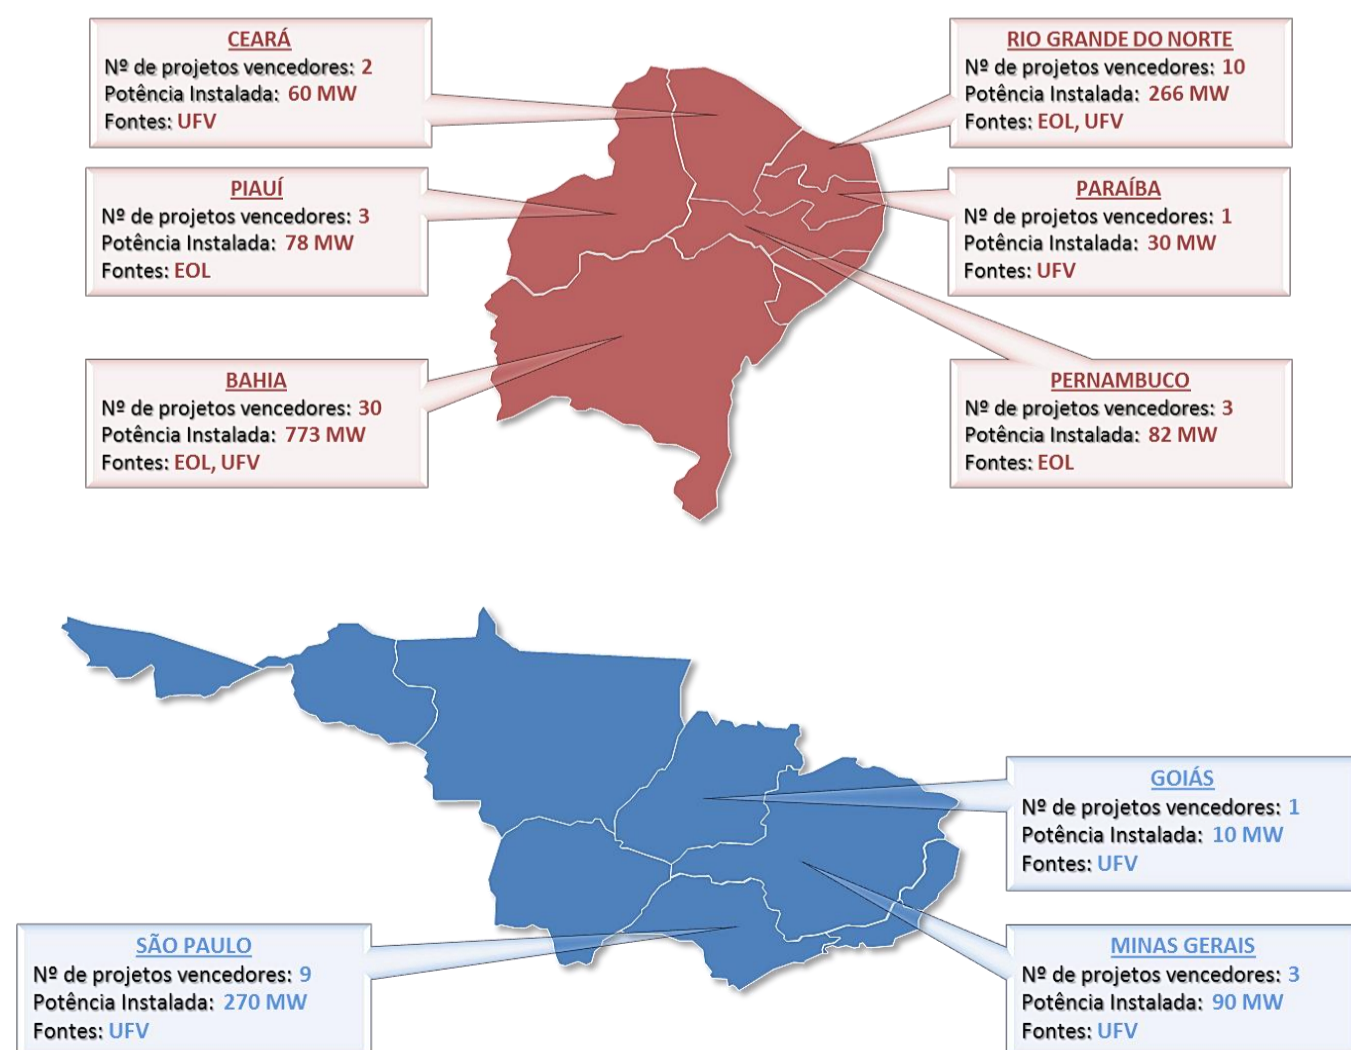 CEARÁ
Nº de projetos vencedores: 2
Potência Instalada: 60 MW
Fontes: UFV
RIO GRANDE DO NORTE
Nº de projetos vencedores: 10
Potência Instalada: 266 MW
Fontes: EOL, UFV
PIAUÍ
Nº de projetos vencedores: 3
Potência Instalada: 78 MW
Fontes: EOL
PARAÍBA
Nº de projetos vencedores: 1
Potência Instalada: 30 MW
Fontes: UFV
BAHIA
Nº de projetos vencedores: 30
Potência Instalada: 773 MW
Fontes: EOL, UFV
PERNAMBUCO
Nº de projetos vencedores: 3
Potência Instalada: 82 MW
Fontes: EOL
GOIÁS
Nº de projetos vencedores: 1
Potência Instalada: 10 MW
Fontes: UFV
SÃO PAULO
Nº de projetos vencedores: 9
Potência Instalada: 270 MW
Fontes: UFV
MINAS GERAIS
Nº de projetos vencedores: 3
Potência Instalada: 90 MW
Fontes: UFV